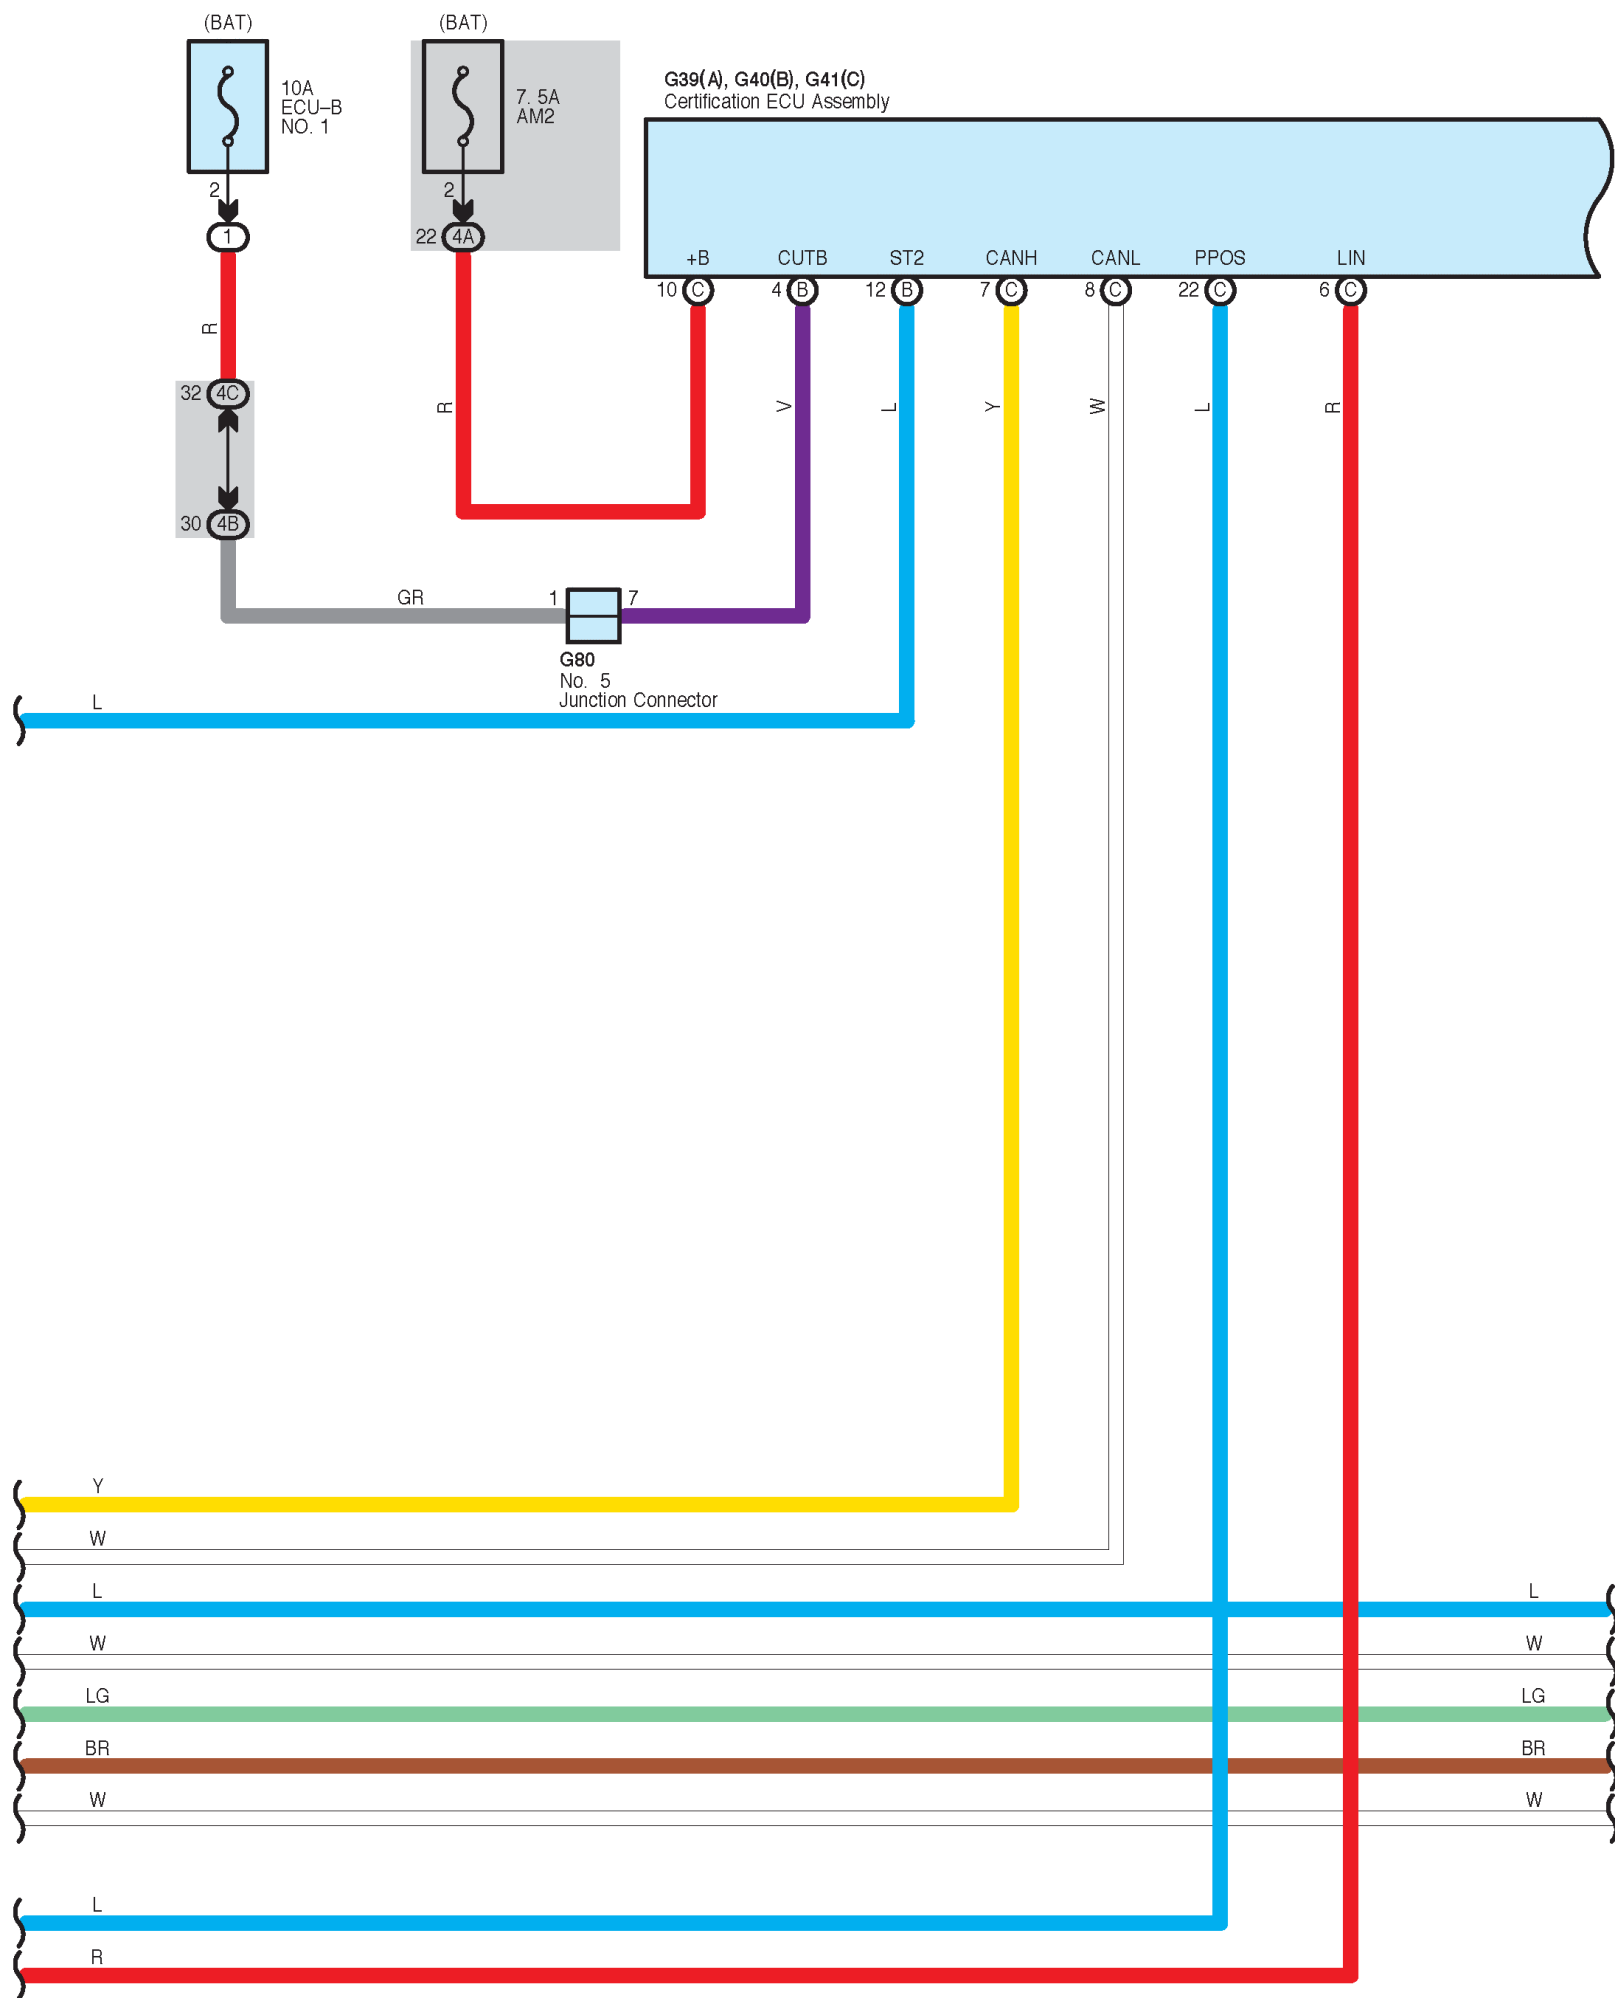 (BAT)
(BAT)
10A
ECU–B
NO. 1
7. 5A
AM2
G39(A), G40(B), G41(C)
Certification ECU Assembly
2
2
1
22 4A
+B CUTB ST2 CANH CANL PPOS LIN
10 C 4 B 12 B 7 C 8 C 22 C 6 C
R
32 4C
R V L Y W L R
30 4B
GR 1 7
G80
No. 5
Junction Connector
L
Y
W
L L
W W
LG LG
BR BR
W W
L
R